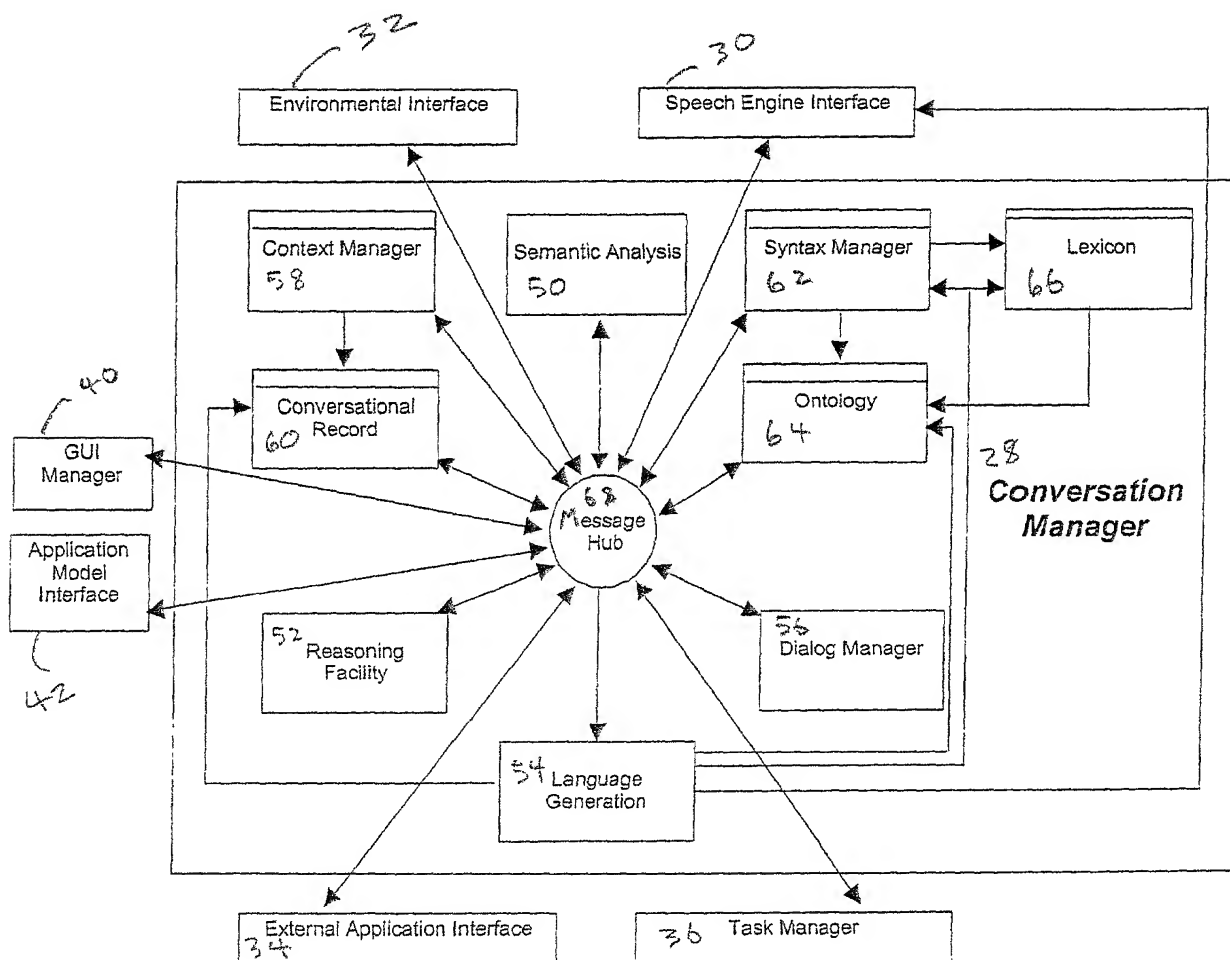 32
30
Environmental Interface
Speech Engine Interface
Context Manager
58
Semantic Analysis
50
Syntax Manager
62
Lexicon
66
40
GUI
Manager
Conversational
Record
60
Ontology
64
28
Conversation
Manager
68
Message
Hub
Application
Model
Interface
42
52
Reasoning
Facility
56
Dialog Manager
54
Language
Generation
External Application Interface
34
36
Task Manager